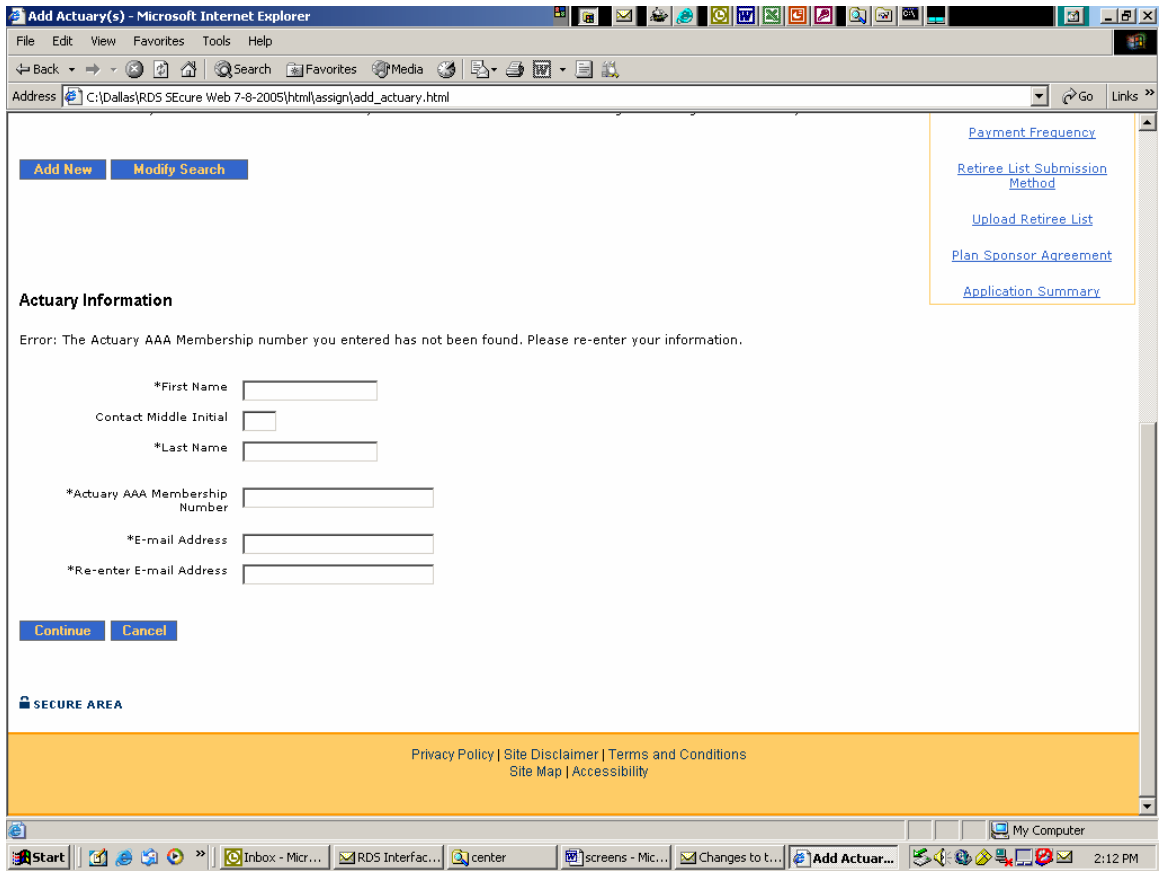 Add Actuary(s) - Microsoft Internet Explorer
File Edit View Favorites Tools Help
Back Search Favorites Media
Address C:\Dallas\RDS SEcure Web 7-8-2005\html\assign\add_actuary.html Go Links »
Payment Frequency
Add New Modify Search
Retiree List Submission
Method
Upload Retiree List
Plan Sponsor Agreement
Application Summary
Actuary Information
Error: The Actuary AAA Membership number you entered has not been found. Please re-enter your information.
*First Name
Contact Middle Initial
*Last Name
*Actuary AAA Membership
Number
*E-mail Address
*Re-enter E-mail Address
Continue Cancel
SECURE AREA
Privacy Policy | Site Disclaimer | Terms and Conditions
Site Map | Accessibility
My Computer
Start » Inbox - Micr... RDS Interfac... center screens - Mic... Changes to t... Add Actuar... 2:12 PM